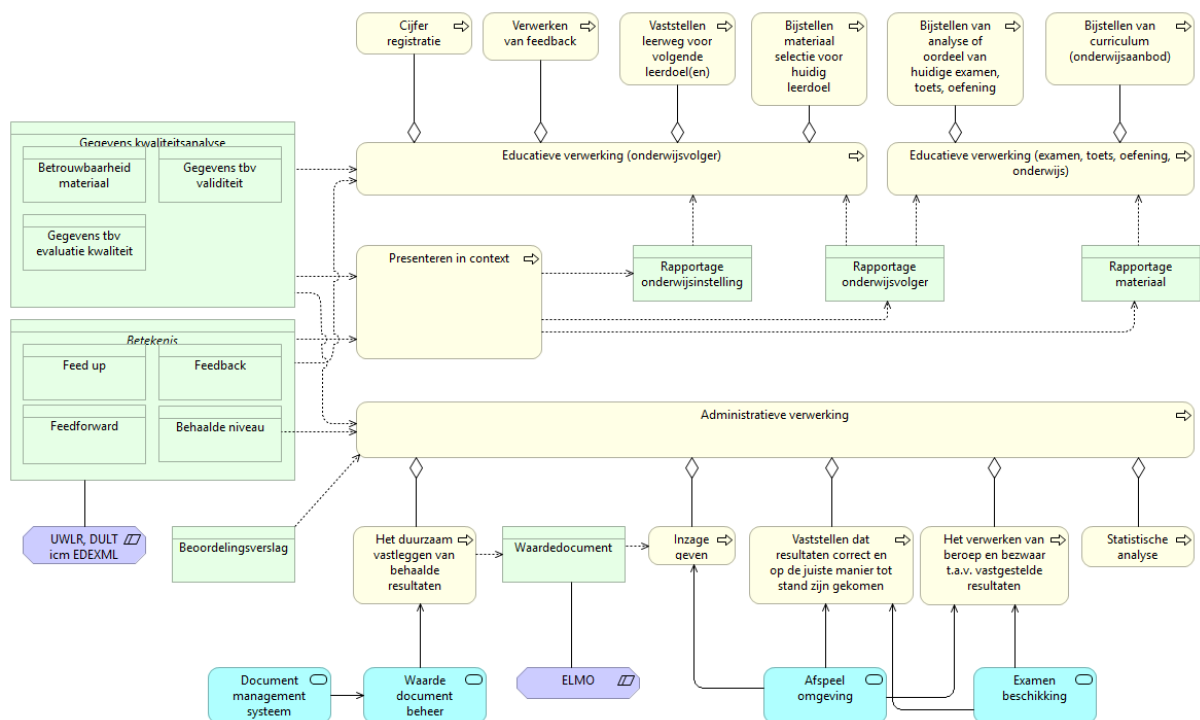 Cijfer
registratie
Verwerken
van feedback
Vaststellen
leerweg voor
volgende
leerdoel(en)
Bijstellen
materiaal
selectie voor
huidig
leerdoel
Bijstellen van
analyse of
oordeel van
huidige examen,
toets, oefening
Bijstellen van
curriculum
(onderwijsaanbod)
Gegevens kwaliteitsanalyse
Betrouwbaarheid
materiaal
Gegevens tbv
validiteit
Gegevens tbv
evaluatie kwaliteit
Educatieve verwerking (onderwijsvolger)
Educatieve verwerking (examen, toets, oefening,
onderwijs)
Presenteren in context
Rapportage
onderwijsinstelling
Rapportage
onderwijsvolger
Rapportage
materiaal
Betekenis
Feed up
Feedback
Feedforward
Behaalde niveau
Administratieve verwerking
UWLR, DULT
icm EDEXML
Beoordelingsverslag
Het duurzaam
vastleggen van
behaalde
resultaten
Waardedocument
Inzage
geven
Vaststellen dat
resultaten correct en
op de juiste manier tot
stand zijn gekomen
Het verwerken van
beroep en bezwaar
t.a.v. vastgestelde
resultaten
Statistische
analyse
Document
management
systeem
Waarde
document
beheer
ELMO
Afspeel
omgeving
Examen
beschikking